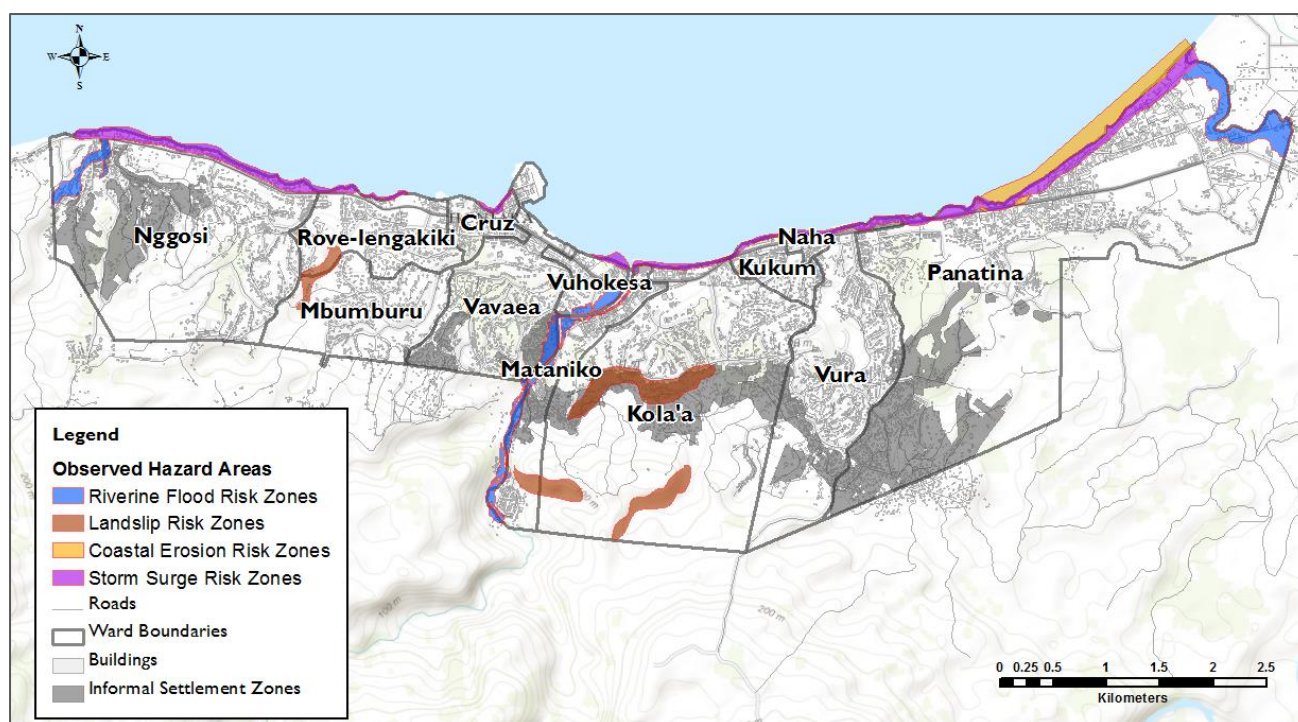 N
W E
S
Nggosi
Rove-lengakiki
Cruz
Mbumburu
Vavaea
Vuhokesa
Naha
Kukum
Panatina
Mataniko
Vura
Kola'a
Legend
Observed Hazard Areas
Riverine Flood Risk Zones
Landslip Risk Zones
Coastal Erosion Risk Zones
Storm Surge Risk Zones
Roads
Ward Boundaries
Buildings
Informal Settlement Zones
200 m
100 m
200 m
0 0.25 0.5 1 1.5 2 2.5
Kilometers